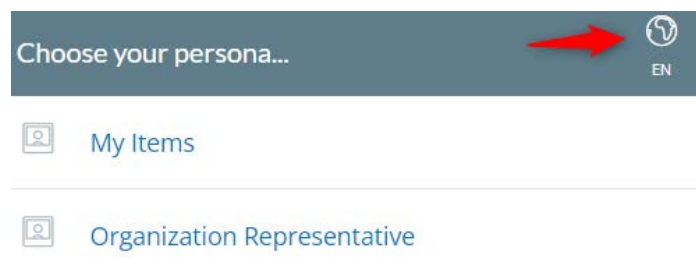 Choose your persona...
EN
My Items
Organization Representative